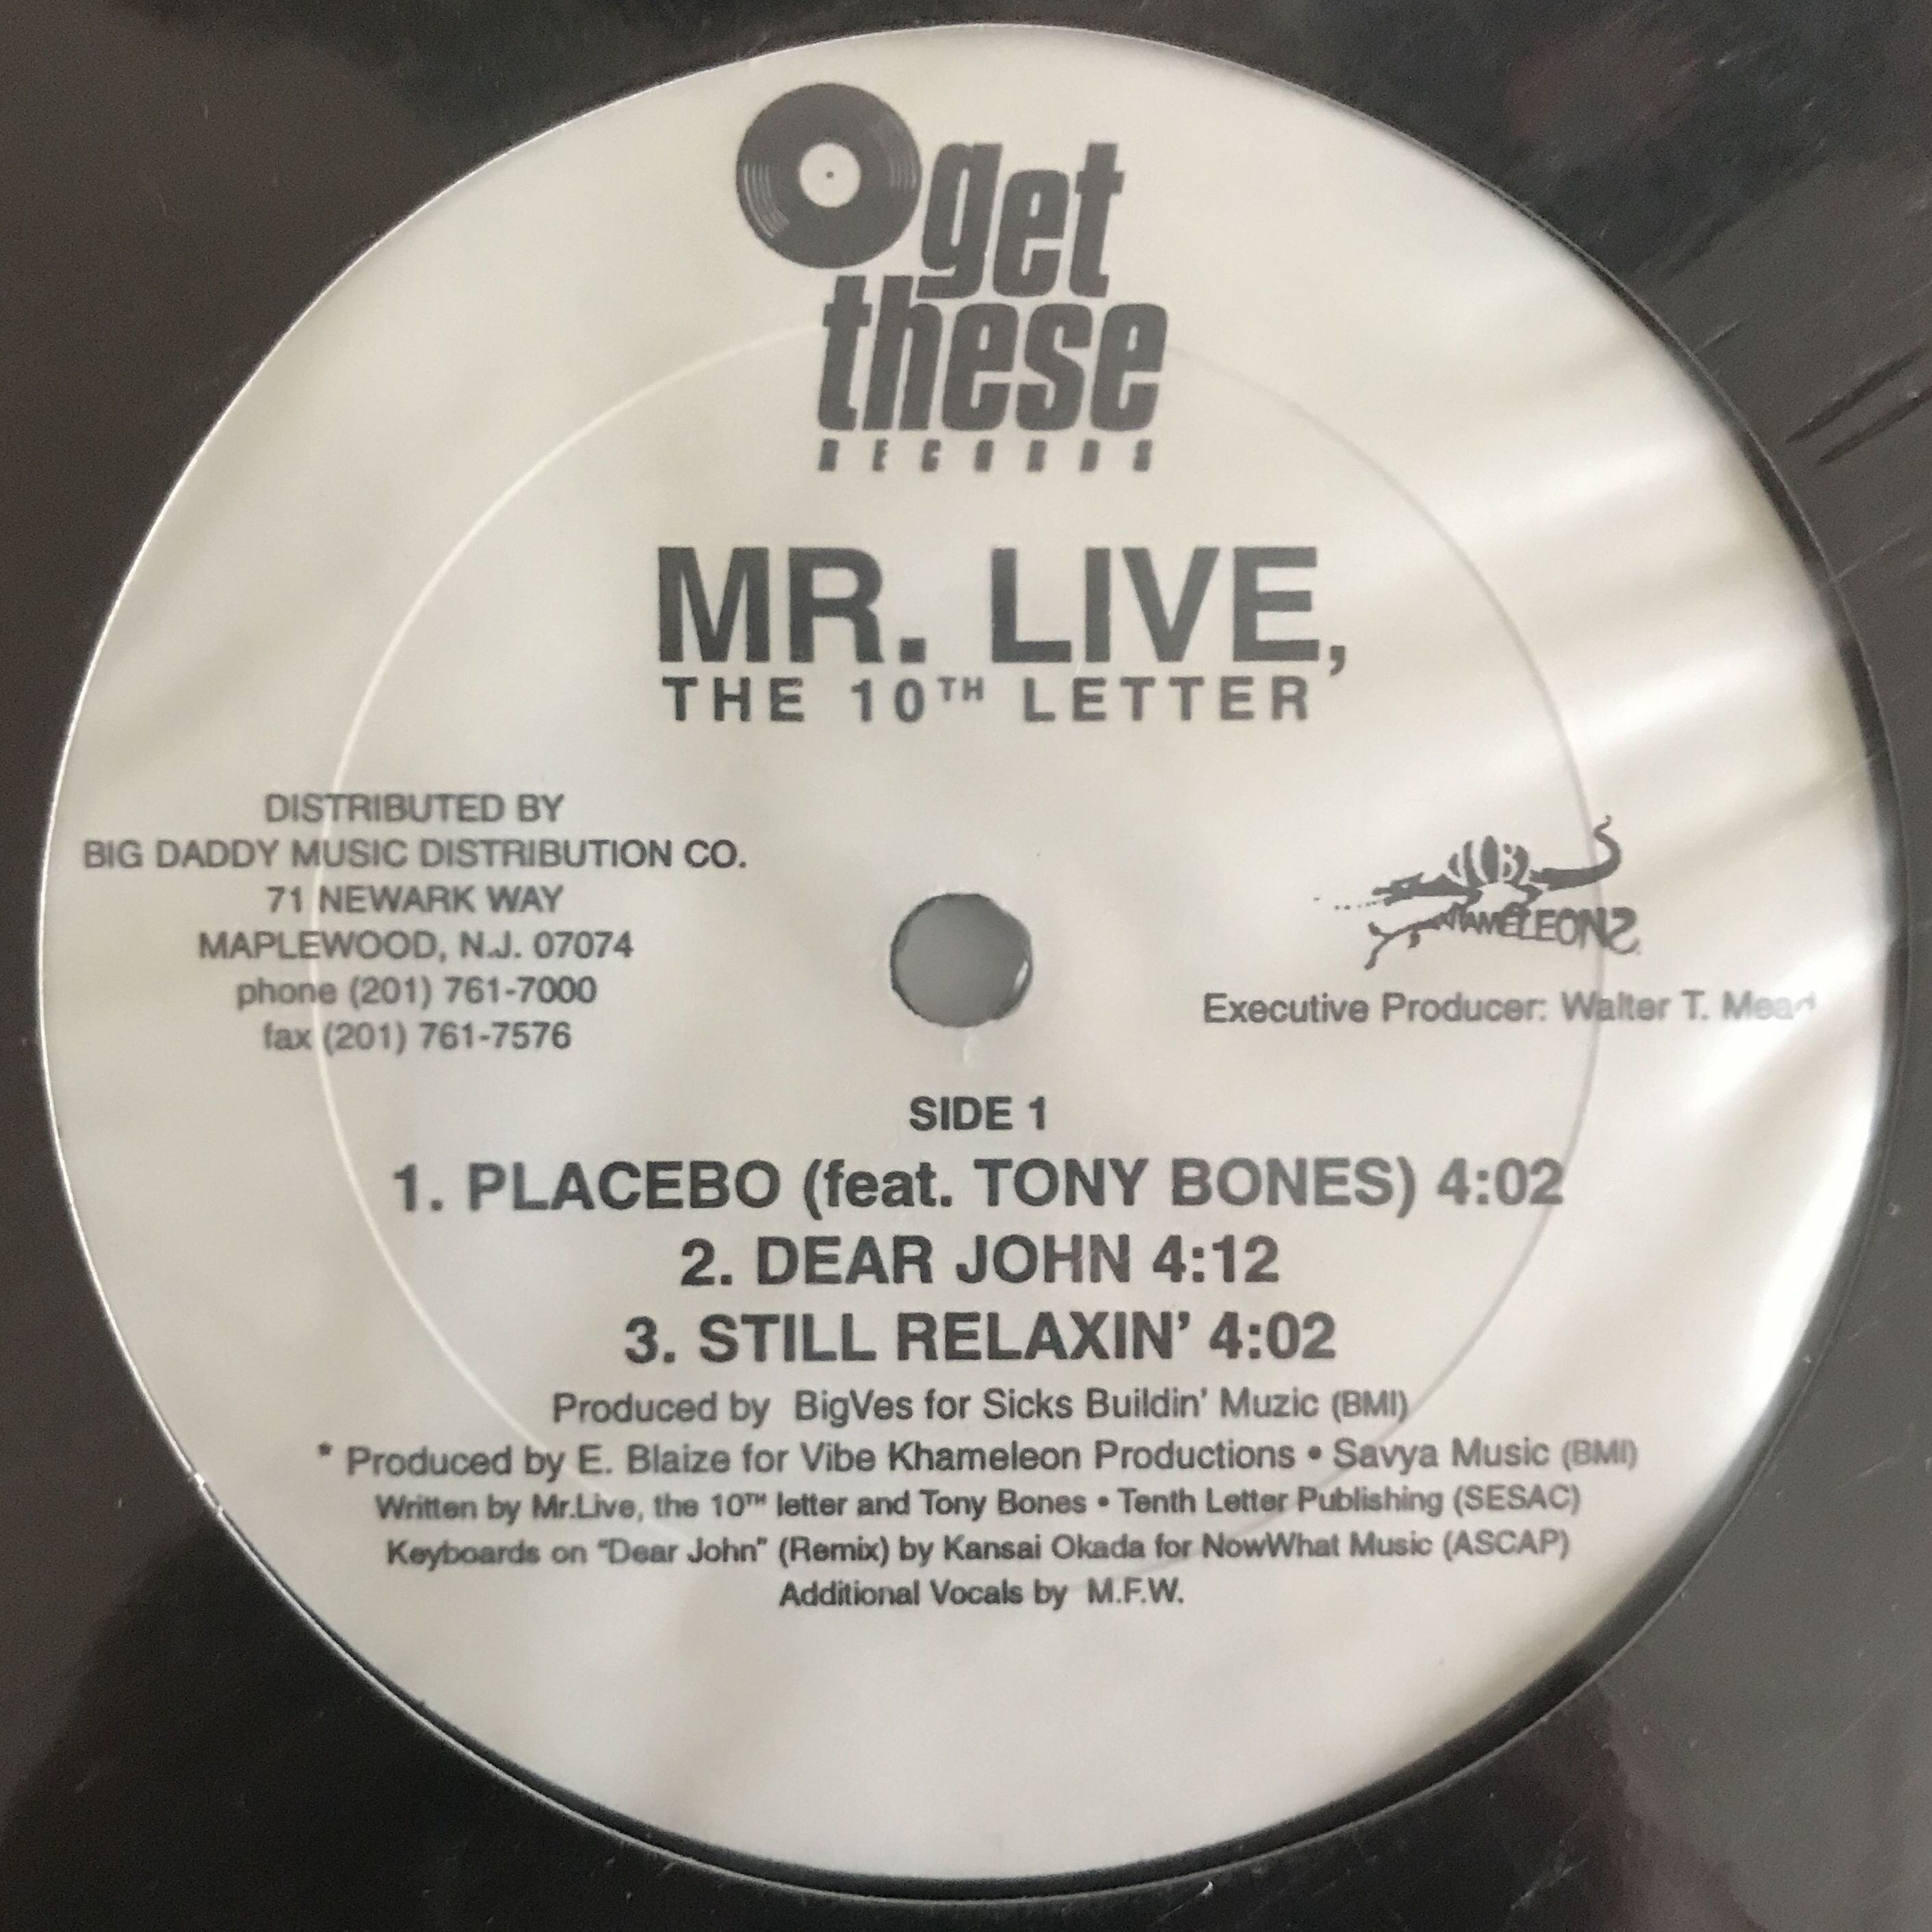 get
these
RECORDS
MR. LIVE,
THE 10TH LETTER
DISTRIBUTED BY
BIG DADDY MUSIC DISTRIBUTION CO.
71 NEWARK WAY
MAPLEWOOD, N.J. 07074
phone (201) 761-7000
fax (201) 761-7576
Executive Producer: Walter T. Mead
SIDE 1
1. PLACEBO (feat. TONY BONES) 4:02
2. DEAR JOHN 4:12
3. STILL RELAXIN’ 4:02
Produced by BigVes for Sicks Buildin’ Muzic (BMI)
* Produced by E. Blaize for Vibe Khameleon Productions • Savya Music (BMI)
Written by Mr.Live, the 10TH letter and Tony Bones • Tenth Letter Publishing (SESAC)
Keyboards on “Dear John” (Remix) by Kansai Okada for NowWhat Music (ASCAP)
Additional Vocals by M.F.W.